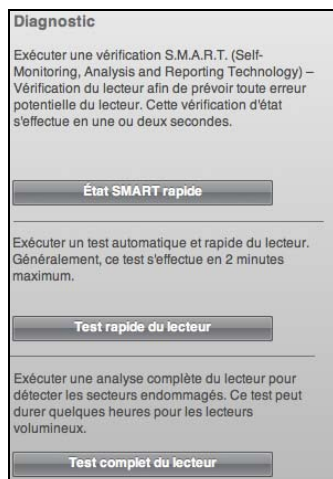 Diagnostic
Exécuter une vérification S.M.A.R.T. (Self-
Monitoring, Analysis and Reporting Technology) –
Vérification du lecteur afin de prévoir toute erreur
potentielle du lecteur. Cette vérification d'état
s'effectue en une ou deux secondes.
État SMART rapide
Exécuter un test automatique et rapide du lecteur.
Généralement, ce test s'effectue en 2 minutes
maximum.
Test rapide du lecteur
Exécuter une analyse complète du lecteur pour
détecter les secteurs endommagés. Ce test peut
durer quelques heures pour les lecteurs
volumineux.
Test complet du lecteur